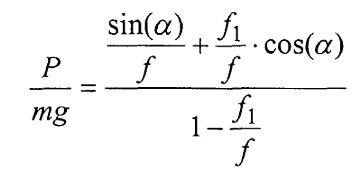 P/mg = (sin(α)/f + f₁/f · cos(α)) / (1 − f₁/f)